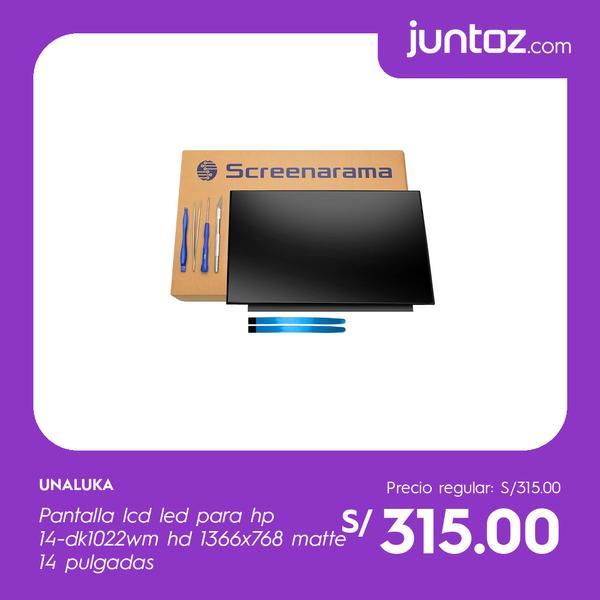 juntoz.com
Screenarama
UNALUKA
Precio regular: S/315.00
Pantalla lcd led para hp
14-dk1022wm hd 1366x768 matte
14 pulgadas
S/ 315.00